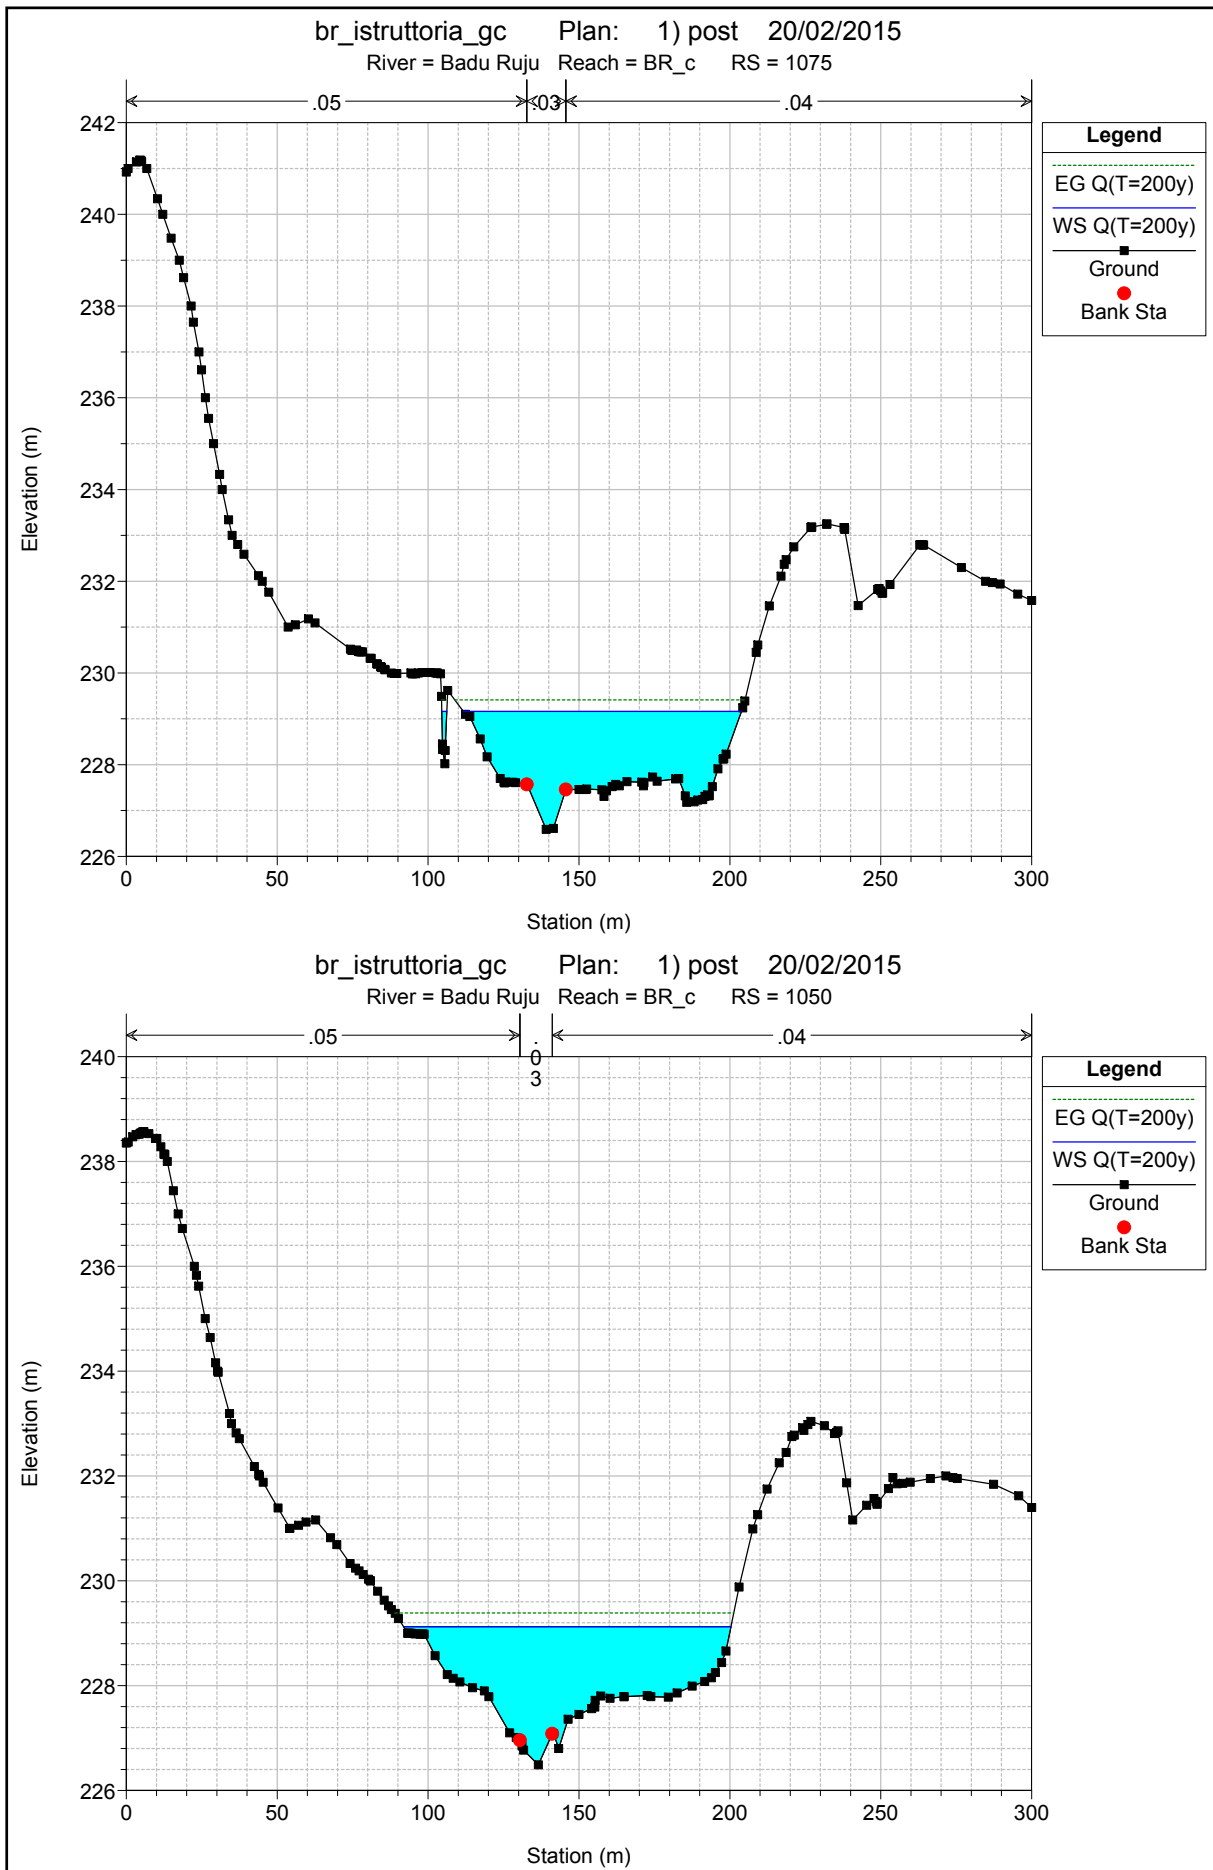 br_istruttoria_gc Plan: 1) post 20/02/2015
River = Badu Ruju Reach = BR_c RS = 1075
.05 .03 .04
Legend
EG Q(T=200y)
WS Q(T=200y)
Ground
Bank Sta
242
240
238
236
234
232
230
228
226
Elevation (m)
0 50 100 150 200 250 300
Station (m)
br_istruttoria_gc Plan: 1) post 20/02/2015
River = Badu Ruju Reach = BR_c RS = 1050
.05 .03 .04
Legend
EG Q(T=200y)
WS Q(T=200y)
Ground
Bank Sta
240
238
236
234
232
230
228
226
Elevation (m)
0 50 100 150 200 250 300
Station (m)